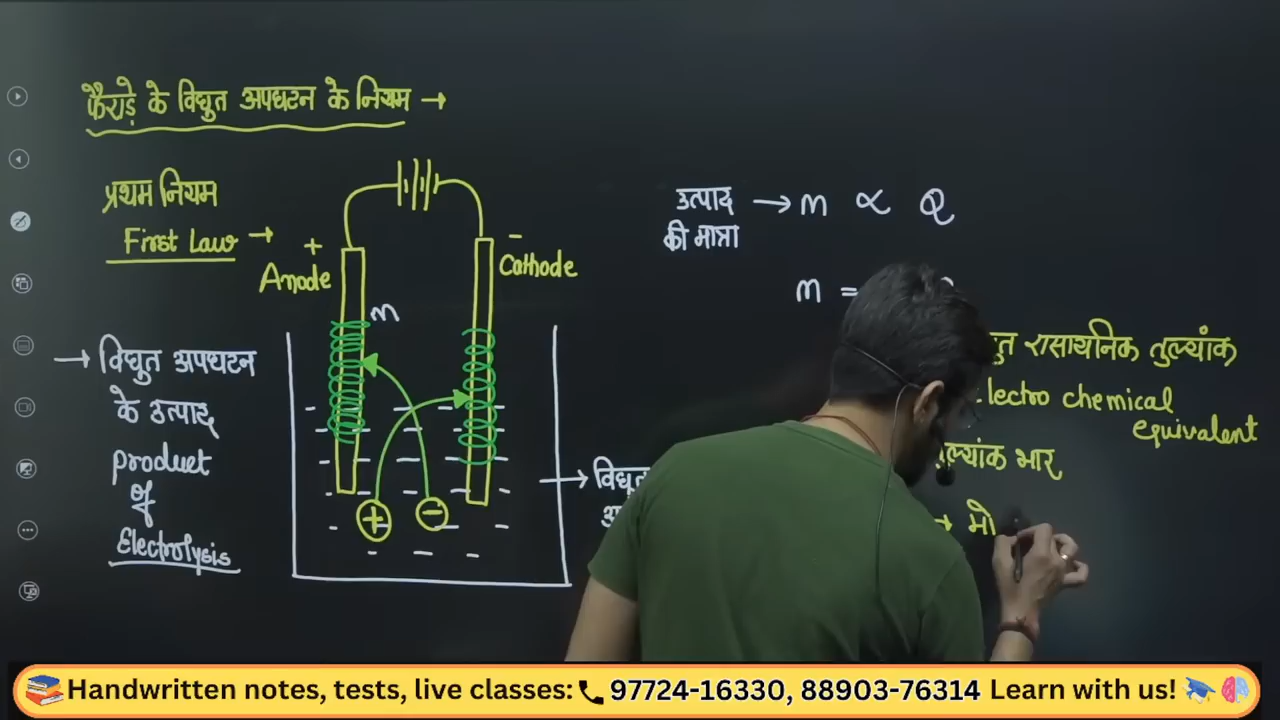 फैराडे के विद्युत अपघटन के नियम →
प्रथम नियम
First Law →
+
Anode
-
Cathode
m
→ विद्युत अपघटन
के उत्पाद
product
of
Electrolysis
+
-
उत्पाद → m ∝ Q
की मात्रा
m =
रासायनिक तुल्यांक
chemical
equivalent
भार
Handwritten notes, tests, live classes: 97724-16330, 88903-76314 Learn with us!